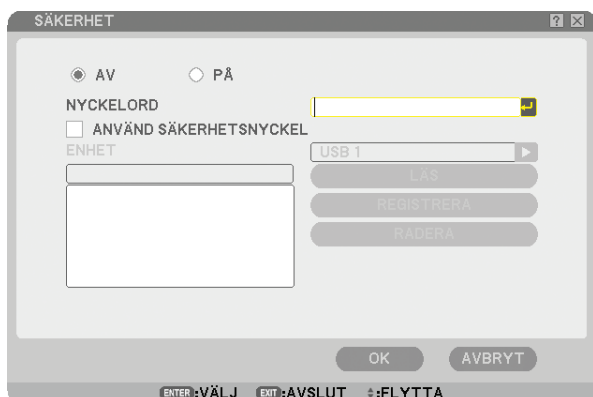 SÄKERHET
AV PÅ
NYCKELORD
ANVÄND SÄKERHETSNYCKEL
ENHET USB 1
LÄS
REGISTRERA
RADERA
OK AVBRYT
ENTER:VÄLJ EXIT:AVSLUT :FLYTTA